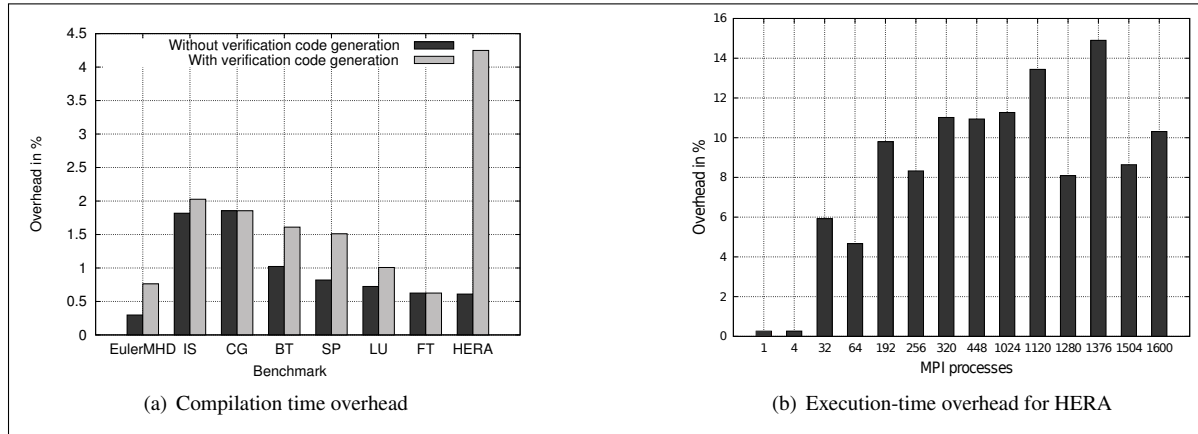 4.5
4
3.5
3
2.5
2
1.5
1
0.5
0
Overhead in %
Without verification code generation
With verification code generation
EulerMHD IS CG BT SP LU FT HERA
Benchmark
(a) Compilation time overhead
16
14
12
10
8
6
4
2
0
Overhead in %
1 4 32 64 192 256 320 448 1024 1120 1280 1376 1504 1600
MPI processes
(b) Execution-time overhead for HERA